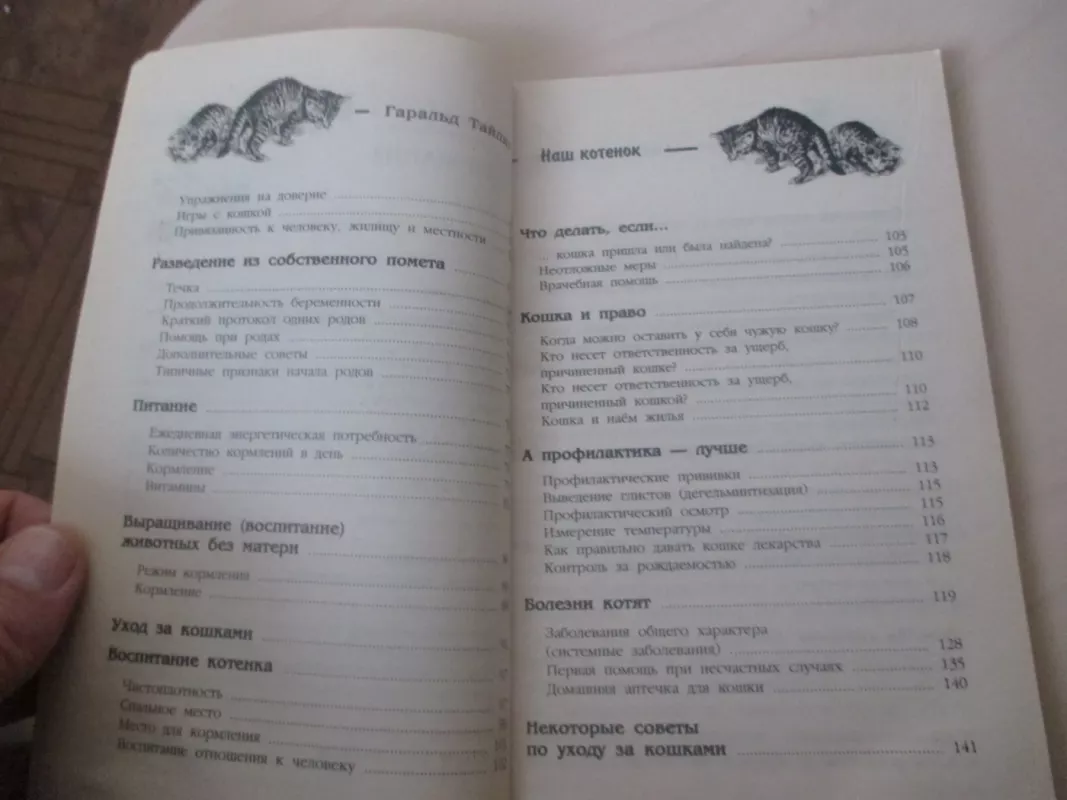 — Гаральд
Упражнения на доверие
Игры с кошкой
Привязанность к человеку, жилищу и местности
Разведение из собственного помета
Течка
Продолжительность беременности
Краткий протокол одних родов
Помощь при родах
Дополнительные советы
Типичные признаки начала родов
Питание
Ежедневная энергетическая потребность
Количество кормлений в день
Кормление
Витамины
Выращивание (воспитание)
животных без матери
Режим кормления
Кормление
Уход за кошками
Воспитание котенка
Чистоплотность
Спальное место
Место для кормления
Воспитание отношения к человеку
Наш котенок —
Что делать, если...
... кошка пришла или была найдена? 105
Неотложные меры 105
Врачебная помощь 106
Кошка и право 107
Когда можно оставить у себя чужую кошку? 108
Кто несет ответственность за ущерб,
причиненный кошке? 110
Кто несет ответственность за ущерб,
причиненный кошкой? 110
Кошка и наём жилья 112
А профилактика — лучше 113
Профилактические прививки 113
Выведение глистов (дегельминтизация) 115
Профилактический осмотр 115
Измерение температуры 116
Как правильно давать кошке лекарства 117
Контроль за рождаемостью 118
Болезни котят 119
Заболевания общего характера
(системные заболевания) 128
Первая помощь при несчастных случаях 135
Домашняя аптечка для кошки 140
Некоторые советы
по уходу за кошками 141